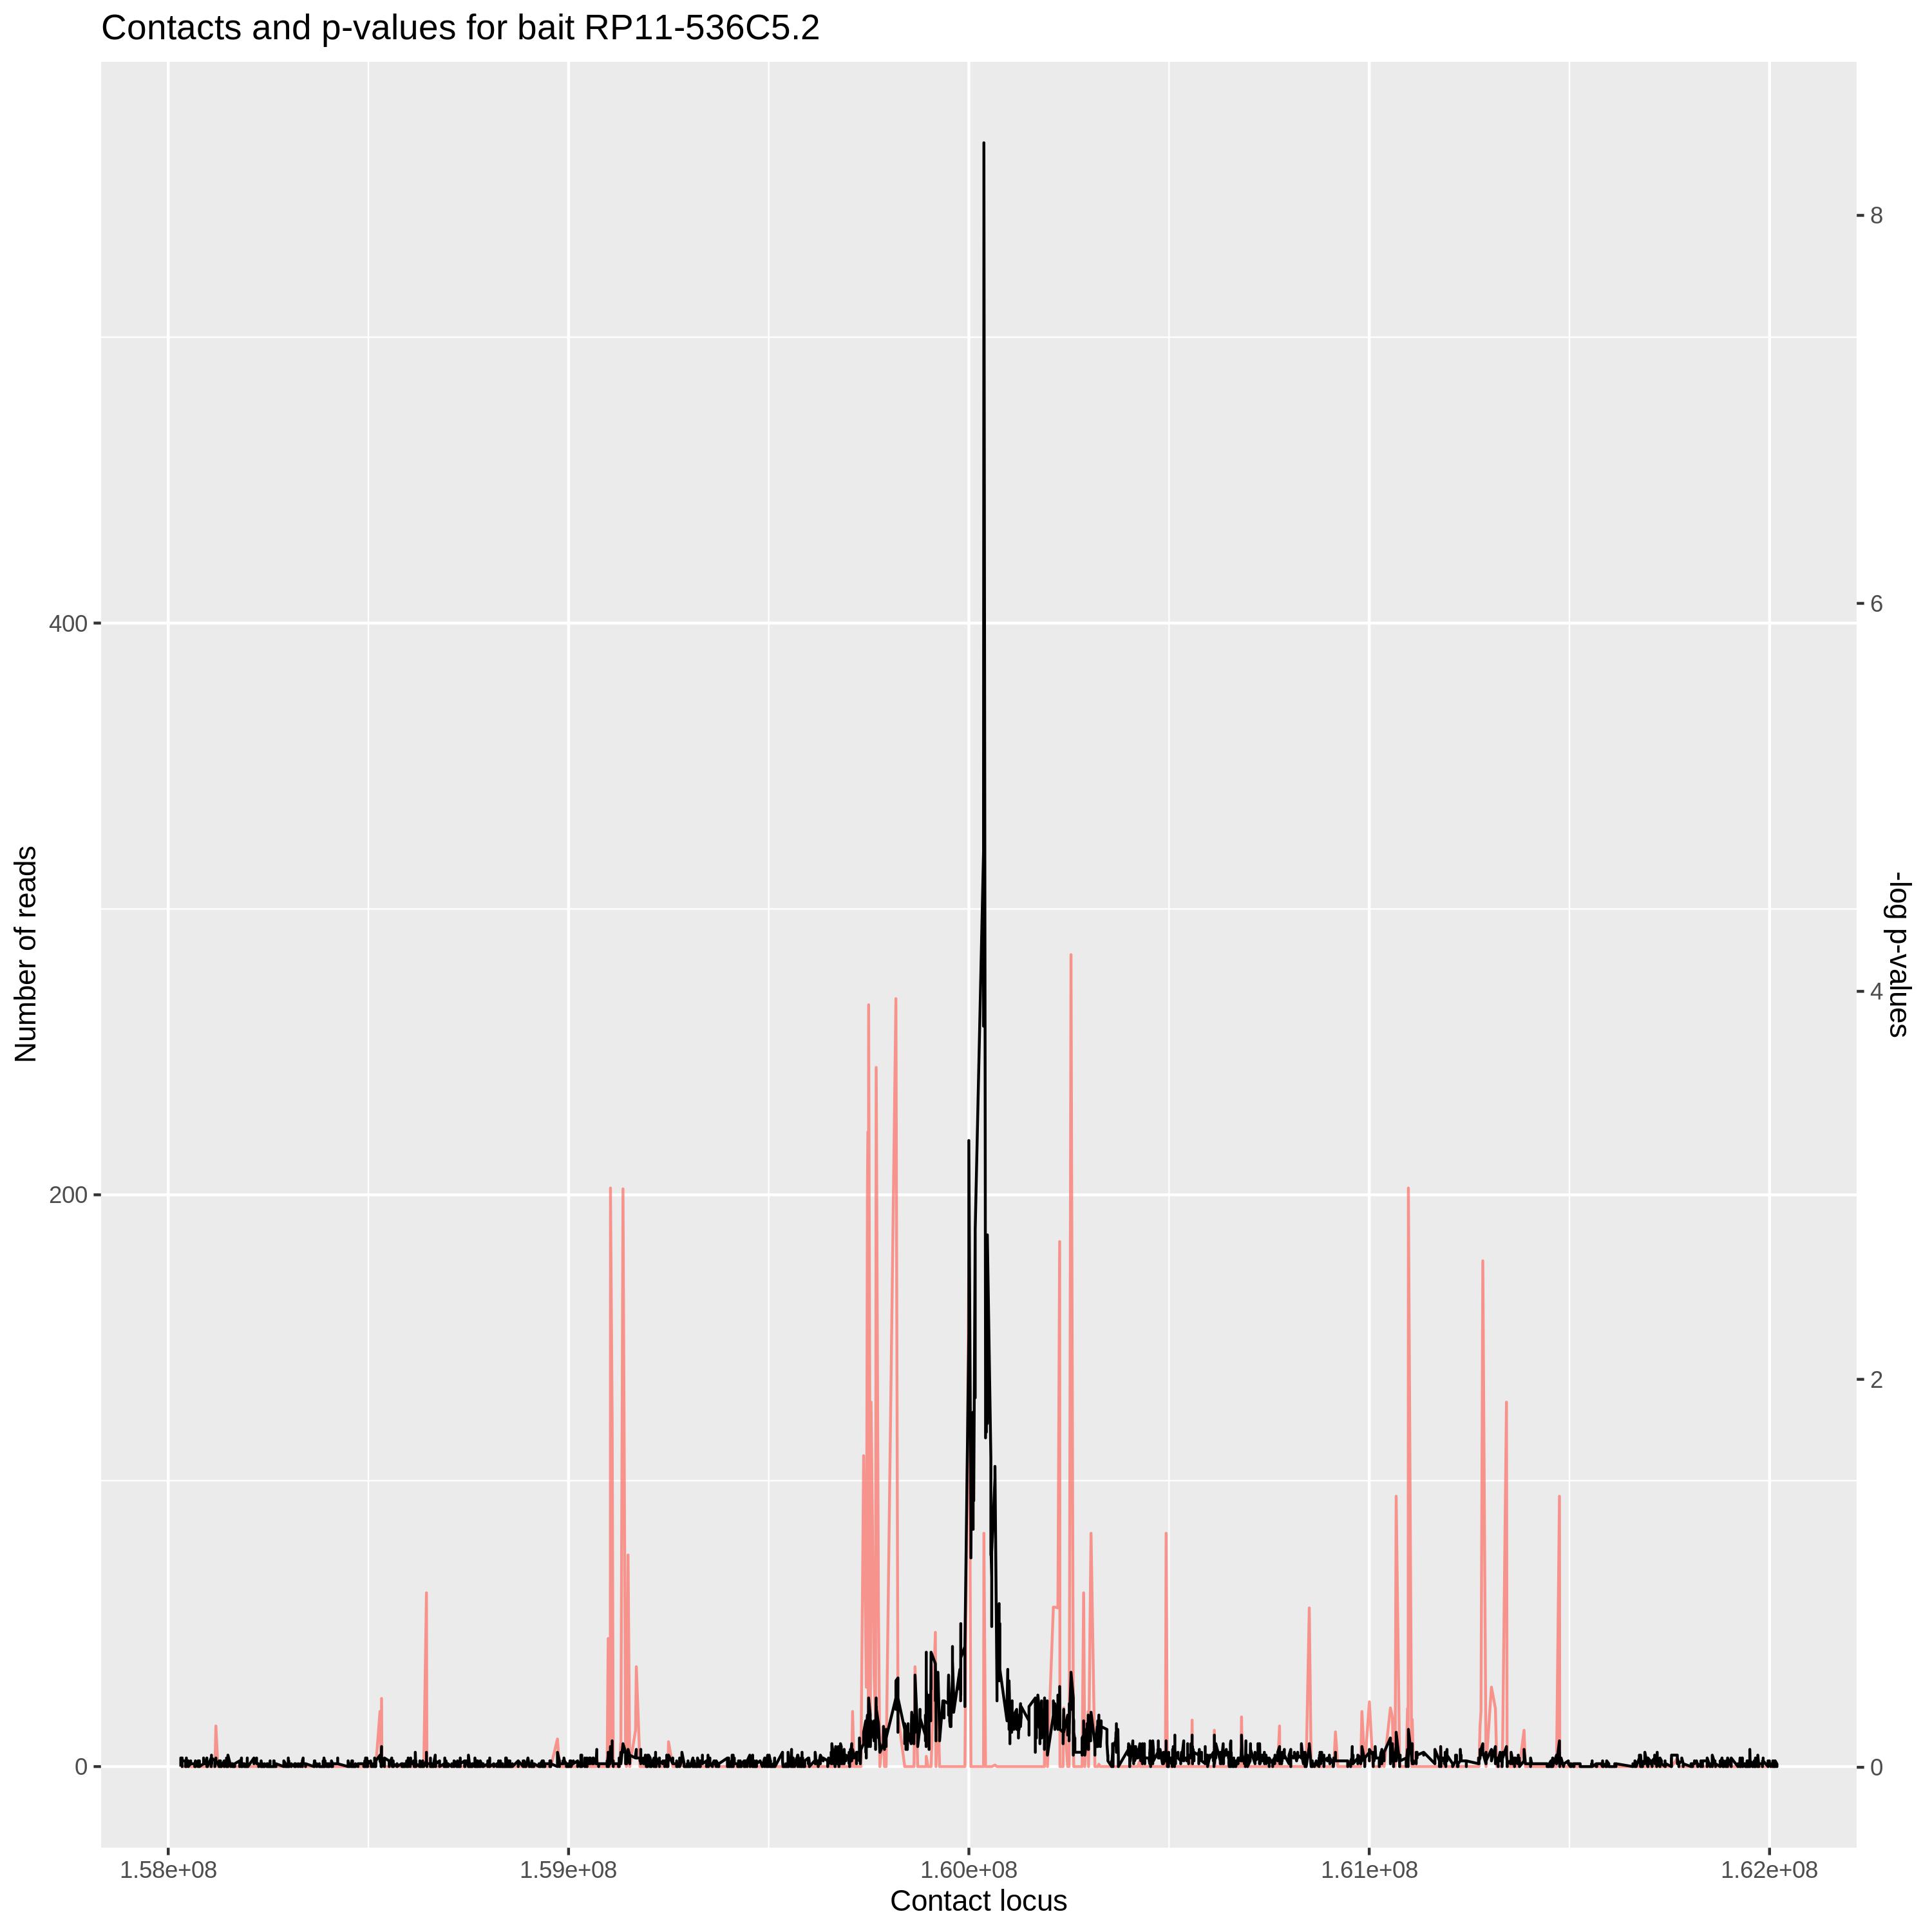 Contacts and p-values for bait RP11-536C5.2
Number of reads
400
200
0
8
6
4
2
0
-log p-values
1.58e+08 1.59e+08 1.60e+08 1.61e+08 1.62e+08
Contact locus